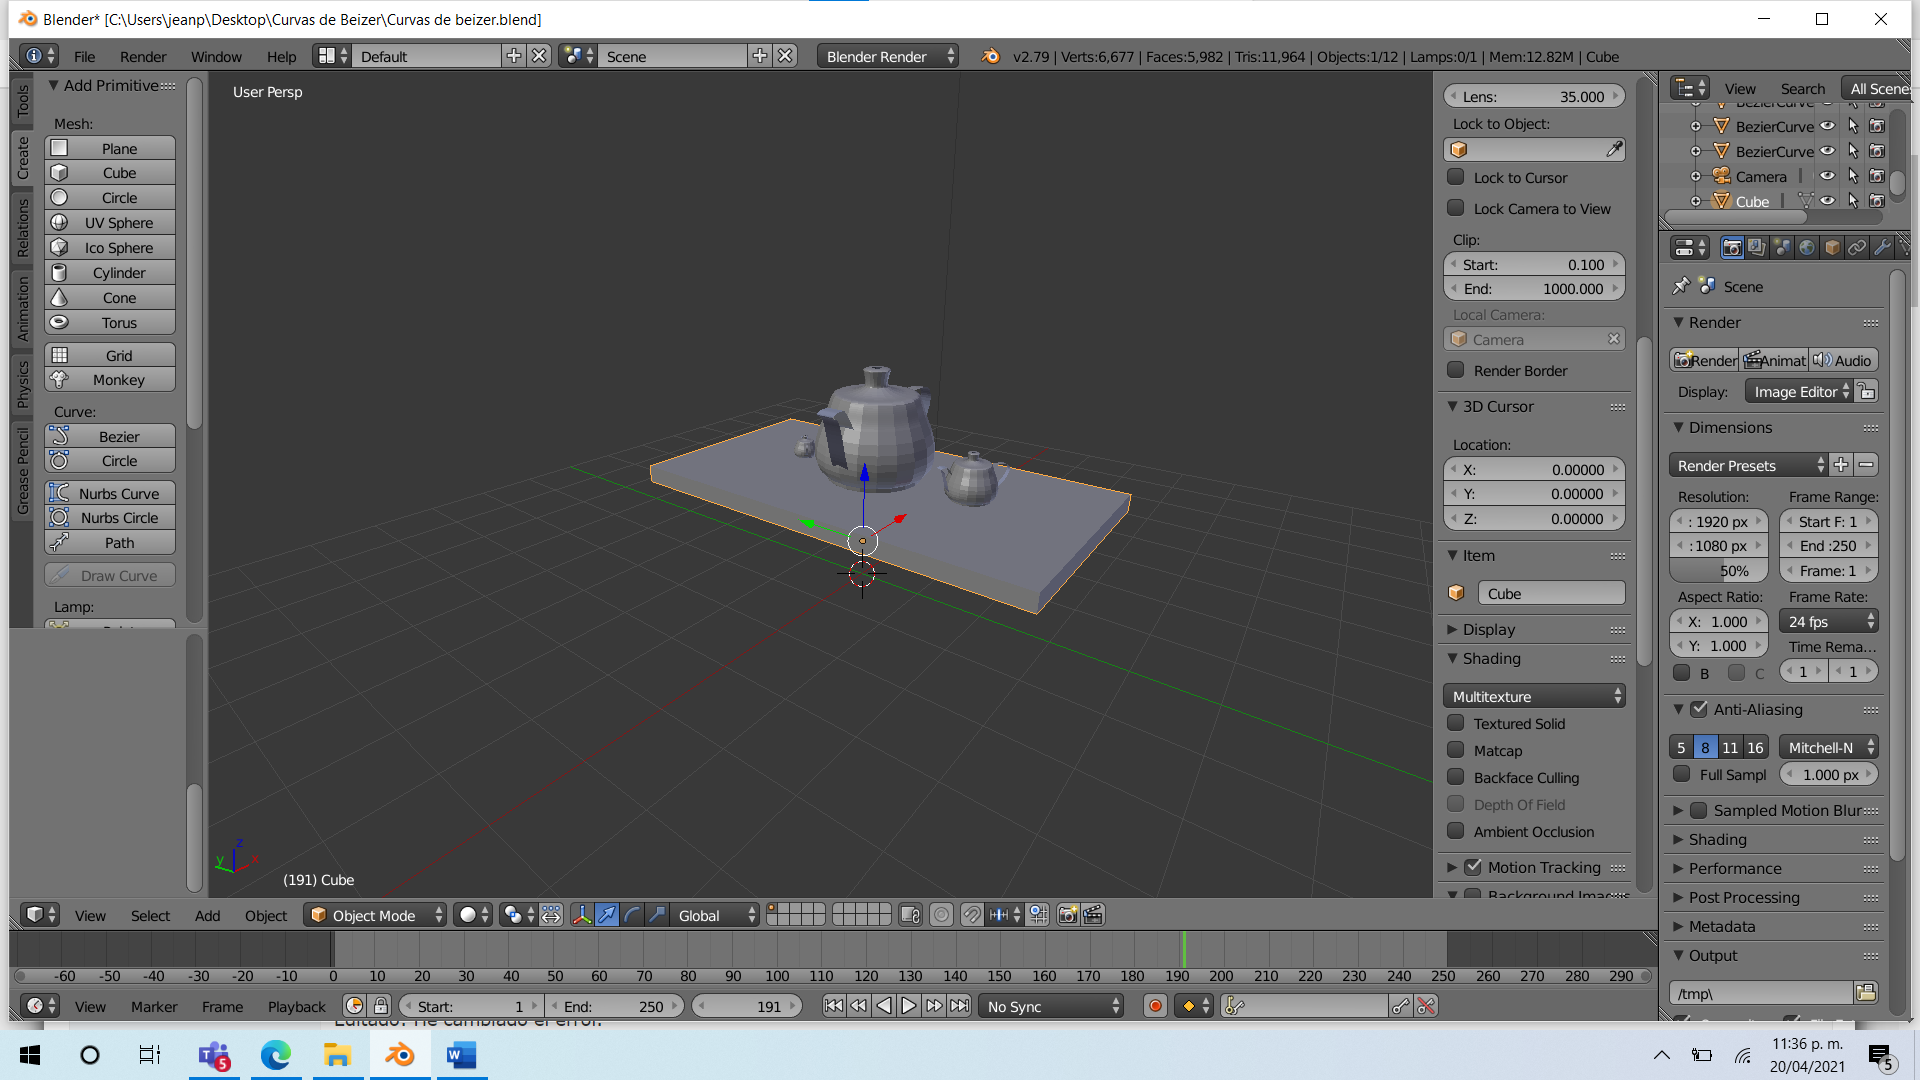 Blender* [C:\Users\jeanp\Desktop\Curvas de Beizer\Curvas de beizer.blend]
File Render Window Help Default Scene Blender Render v2.79 | Verts:6,677 | Faces:5,982 | Tris:11,964 | Objects:1/12 | Lamps:0/1 | Mem:12.82M | Cube
Tools
Create
Relations
Animation
Physics
Grease Pencil
Add Primitive
Mesh:
Plane
Cube
Circle
UV Sphere
Ico Sphere
Cylinder
Cone
Torus
Grid
Monkey
Curve:
Bezier
Circle
Nurbs Curve
Nurbs Circle
Path
Draw Curve
Lamp:
User Persp
z
y x
(191) Cube
Lens: 35.000
Lock to Object:
Lock to Cursor
Lock Camera to View
Clip:
Start: 0.100
End: 1000.000
Local Camera:
Camera
Render Border
3D Cursor
Location:
X: 0.00000
Y: 0.00000
Z: 0.00000
Item
Cube
Display
Shading
Multitexture
Textured Solid
Matcap
Backface Culling
Depth Of Field
Ambient Occlusion
Motion Tracking
Background Images
View Search All Scene
BezierCurve
BezierCurve
BezierCurve
Camera
Cube
Scene
Render
Render Animat Audio
Display: Image Editor
Dimensions
Render Presets
Resolution: Frame Range:
: 1920 px Start F: 1
: 1080 px End :250
50% Frame: 1
Aspect Ratio: Frame Rate:
X: 1.000 24 fps
Y: 1.000 Time Rema...
B C 1 1
Anti-Aliasing
5 8 11 16 Mitchell-N
Full Sampl 1.000 px
Sampled Motion Blur
Shading
Performance
Post Processing
Metadata
Output
/tmp\
View Select Add Object Object Mode Global
-60 -50 -40 -30 -20 -10 0 10 20 30 40 50 60 70 80 90 100 110 120 130 140 150 160 170 180 190 200 210 220 230 240 250 260 270 280 290
View Marker Frame Playback Start: 1 End: 250 191 No Sync
Editado: He cambiado el error.
5
11:36 p. m.
20/04/2021
5